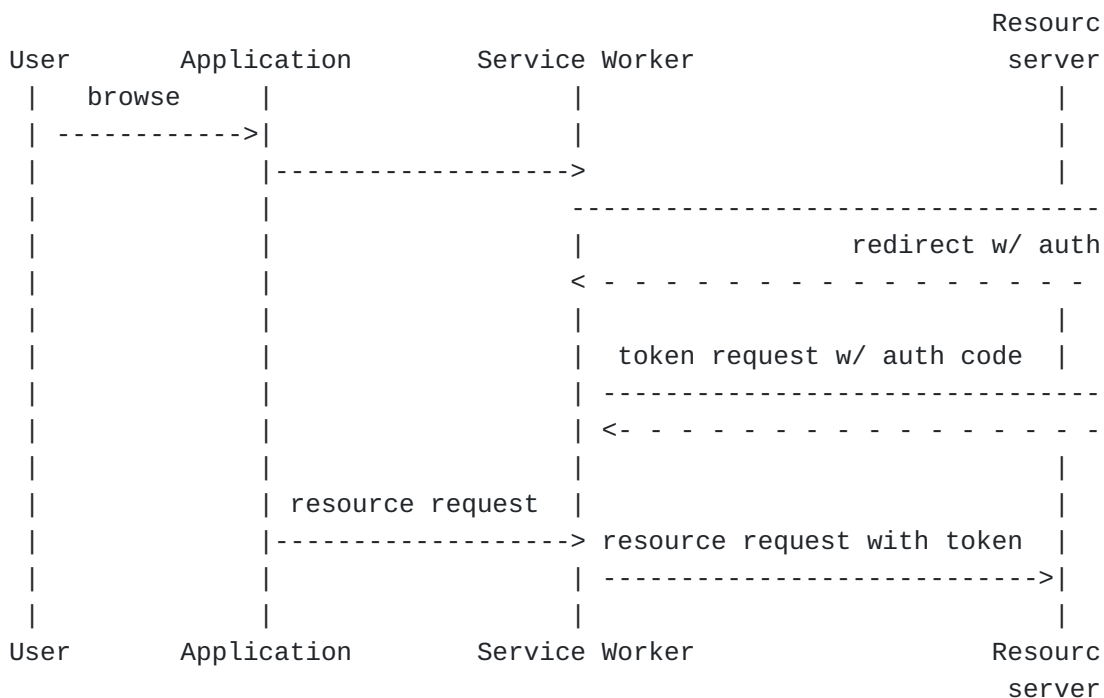 Resourc
User Application Service Worker server
browse
redirect w/ auth
token request w/ auth code
resource request
resource request with token
User Application Service Worker Resourc
server